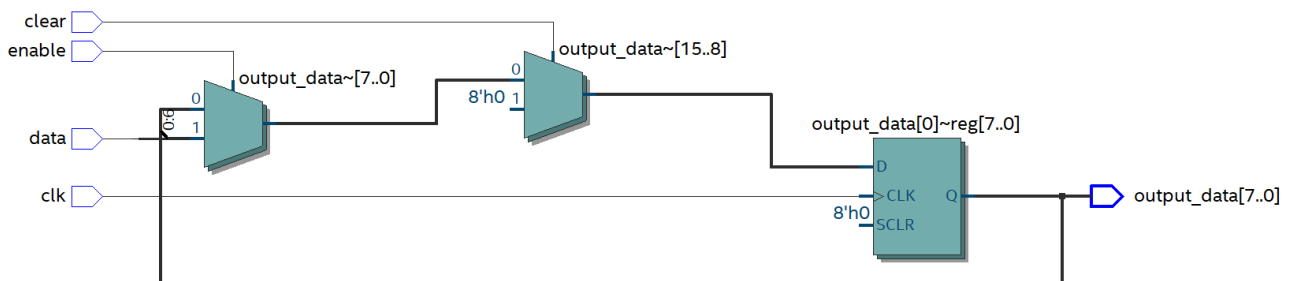 clear
enable
output_data~[7..0]
output_data~[15..8]
0
8'h0
1
0
0:6
1
data
output_data[0]~reg[7..0]
D
clk
CLK
Q
output_data[7..0]
8'h0
SCLR